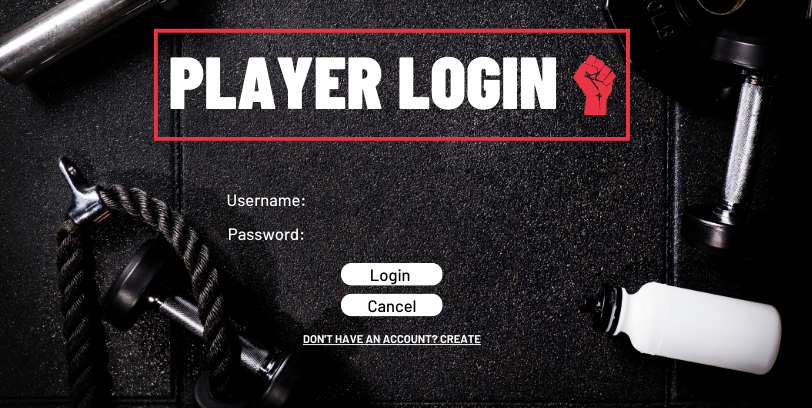 PLAYER LOGIN
Username:
Password:
Login
Cancel
DON'T HAVE AN ACCOUNT? CREATE